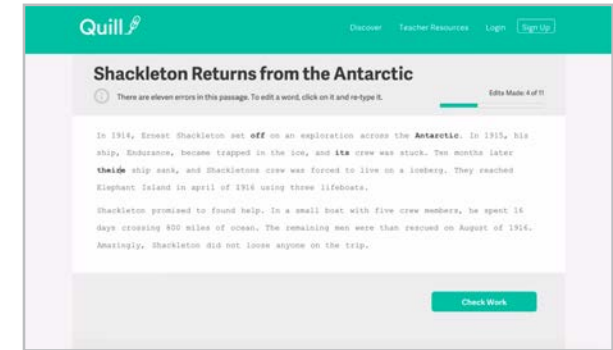 Quill
Discover Teacher Resources Login Sign Up
Shackleton Returns from the Antarctic
There are eleven errors in this passage. To edit a word, click on it and re-type it.
Edits Made: 4 of 11
In 1914, Ernest Shackleton set off on an exploration across the Antarctic. In 1915, his
ship, Endurance, became trapped in the ice, and its crew was stuck. Ten months later
ship sank, and Shackletons crew was forced to live on a iceberg. They reached
Elephant Island in april of 1916 using three lifeboats.
Shackleton promised to found help. In a small boat with five crew members, he spent 16
days crossing 800 miles of ocean. The remaining men were than rescued on August of 1916.
Amazingly, Shackleton did not loose anyone on the trip.
Check Work